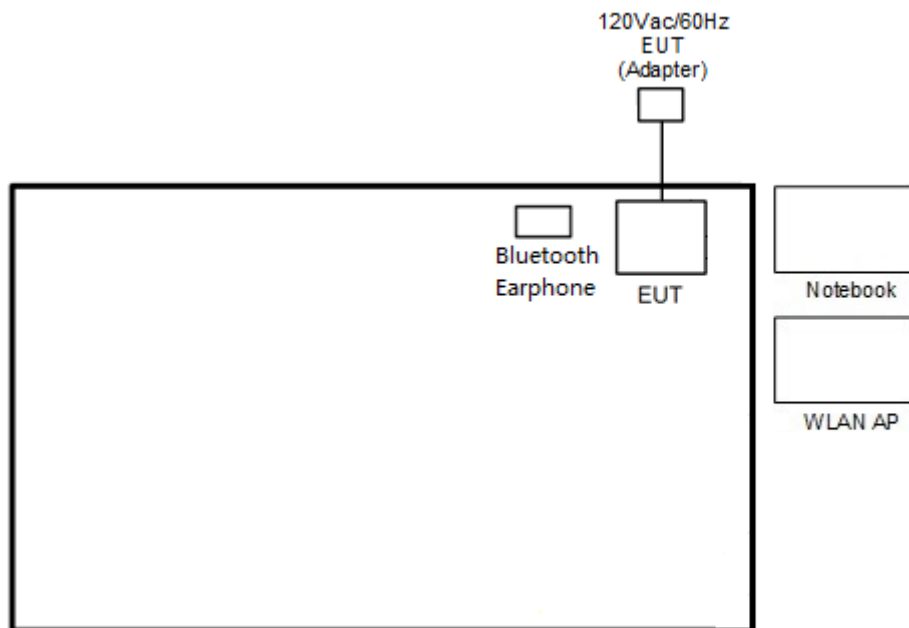 120Vac/60Hz
EUT
(Adapter)
Bluetooth
Earphone
EUT
Notebook
WLAN AP